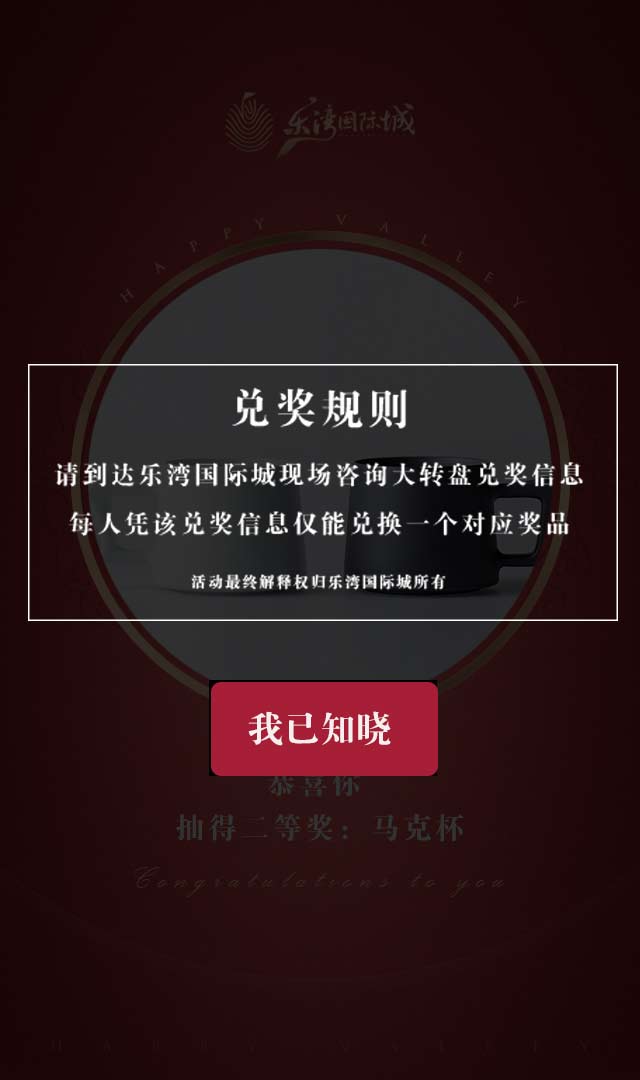 乐湾国际城
HAPPY VALLEY
兑奖规则
请到达乐湾国际城现场咨询大转盘兑奖信息
每人凭该兑奖信息仅能兑换一个对应奖品
活动最终解释权归乐湾国际城所有
我已知晓
恭喜你
抽得二等奖：马克杯
Congratulations to you
HAPPY VALLEY